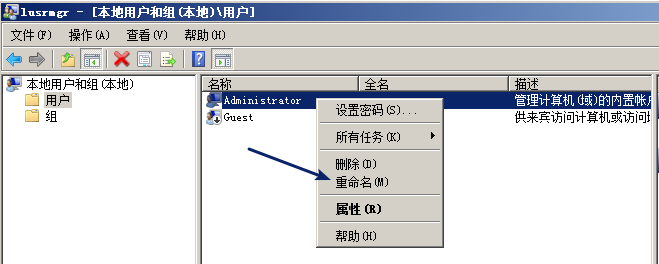 lusrmgr - [本地用户和组(本地)\用户]
文件(F) 操作(A) 查看(V) 帮助(H)
本地用户和组(本地)
用户
组
名称 全名 描述
Administrator 管理计算机(域)的内置帐户
Guest 供来宾访问计算机或访问域
设置密码(S)...
所有任务(K)
删除(D)
重命名(M)
属性(R)
帮助(H)